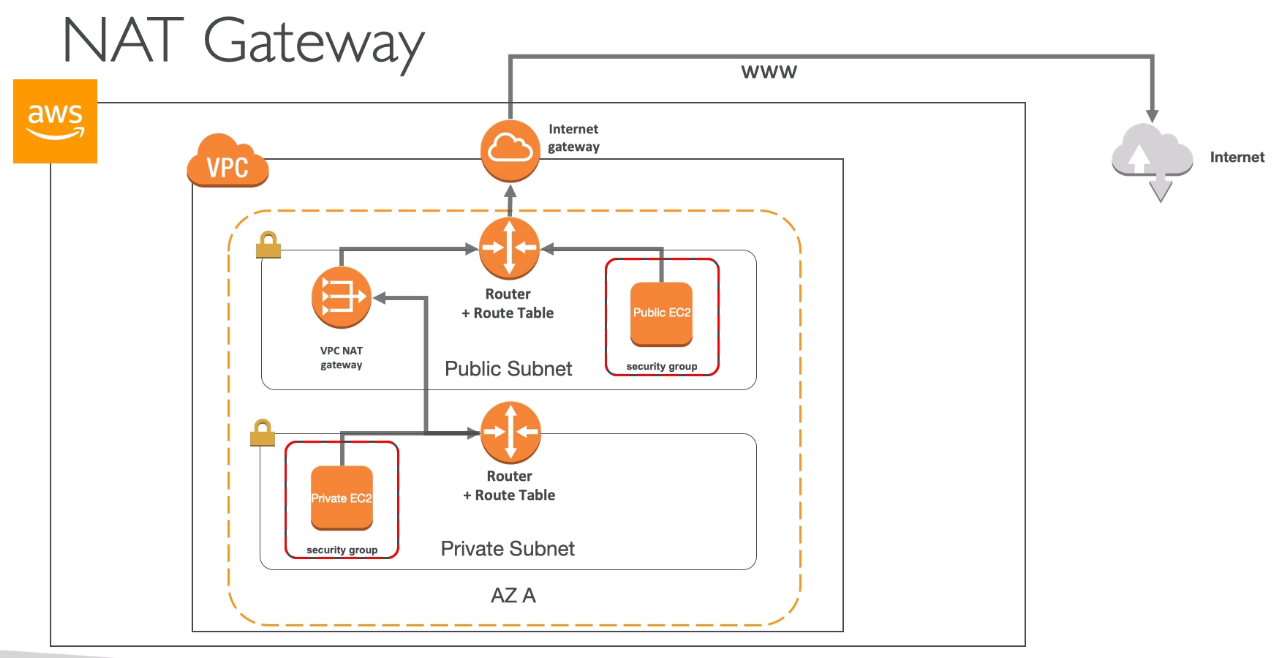 NAT Gateway
aws
WWW
Internet
gateway
Internet
VPC
Router
+ Route Table
Public EC2
VPC NAT
gateway
Public Subnet
security group
Router
+ Route Table
Private EC2
security group
Private Subnet
AZ A